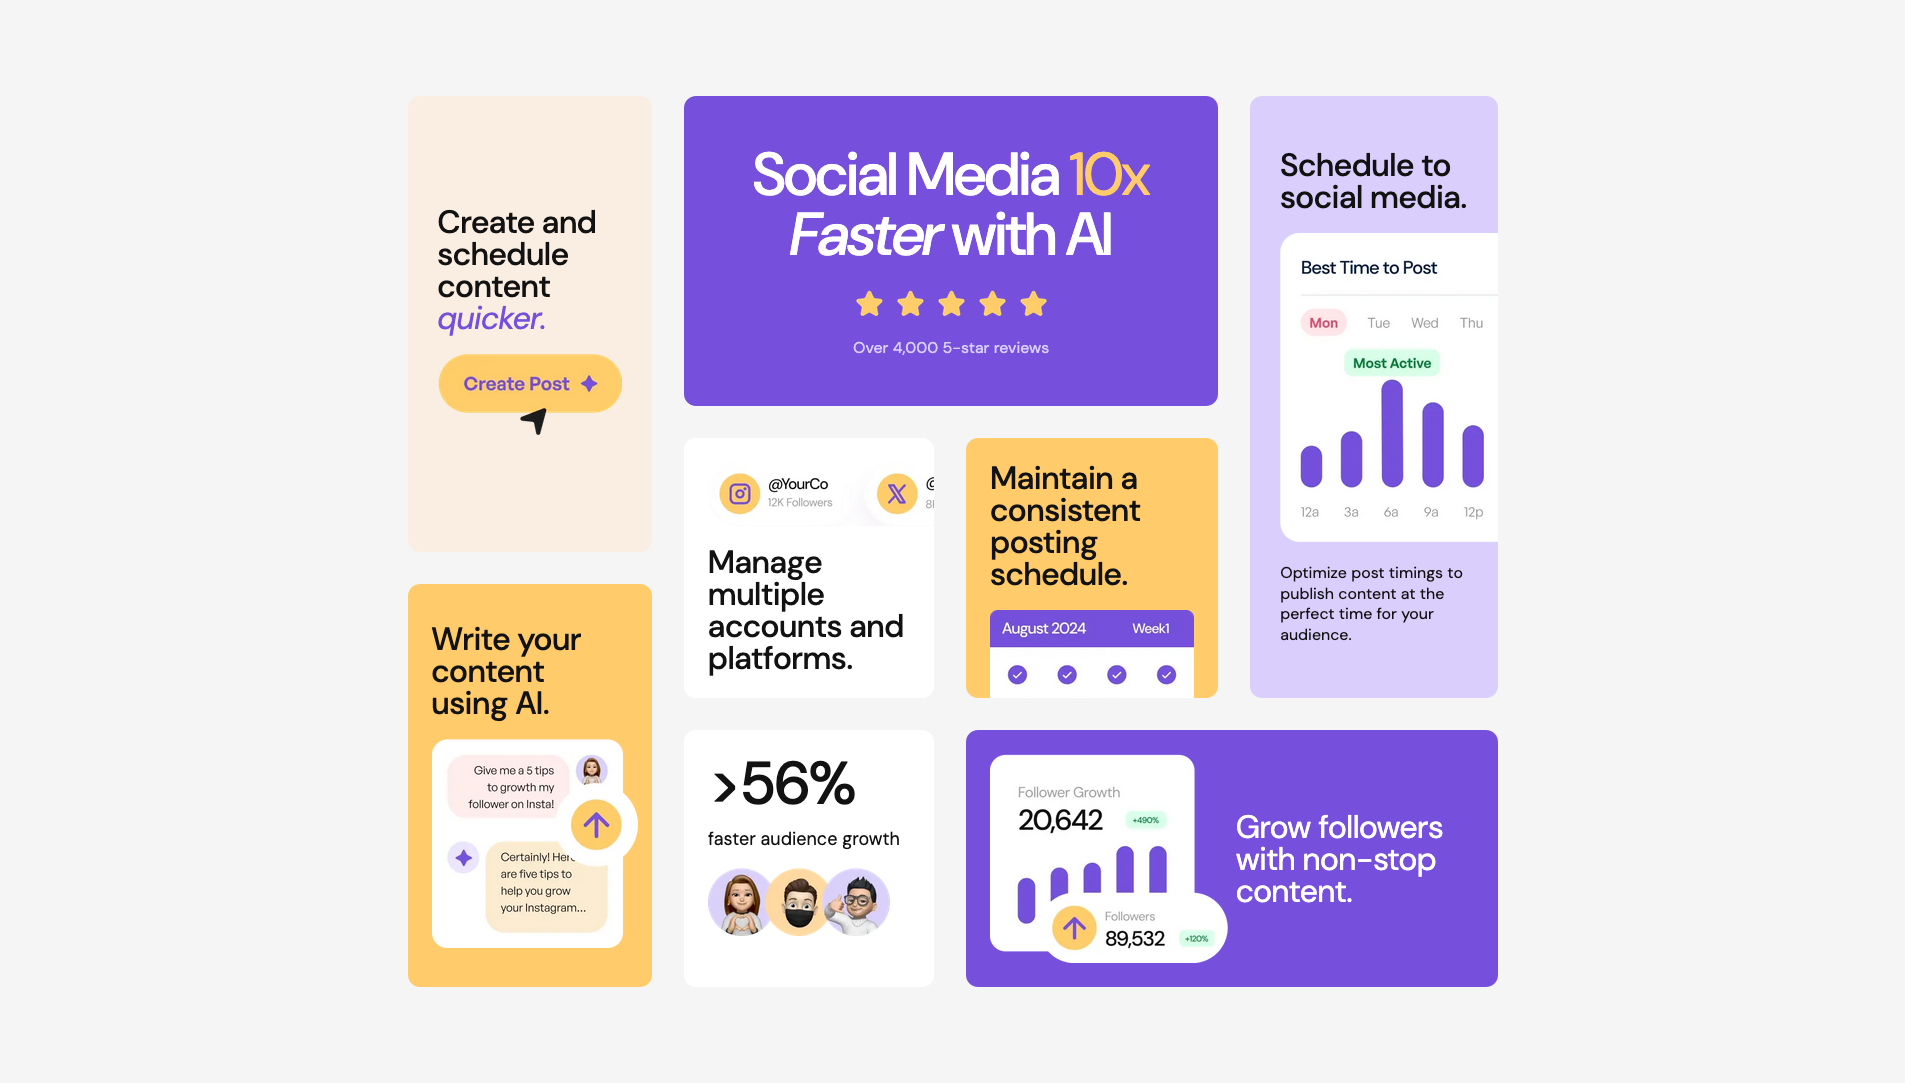 Create and
schedule
content
quicker.
Create Post
Social Media 10x
Faster with AI
Over 4,000 5-star reviews
Schedule to
social media.
Best Time to Post
Mon Tue Wed Thu
Most Active
12a 3a 6a 9a 12p
Optimize post timings to
publish content at the
perfect time for your
audience.
@YourCo
12K Followers
Manage
multiple
accounts and
platforms.
Maintain a
consistent
posting
schedule.
August 2024 Week1
Write your
content
using AI.
Give me a 5 tips
to growth my
follower on Insta!
Certainly! Here
are five tips to
help you grow
your Instagram...
>56%
faster audience growth
Follower Growth
20,642 +490%
Followers
89,532 +120%
Grow followers
with non-stop
content.